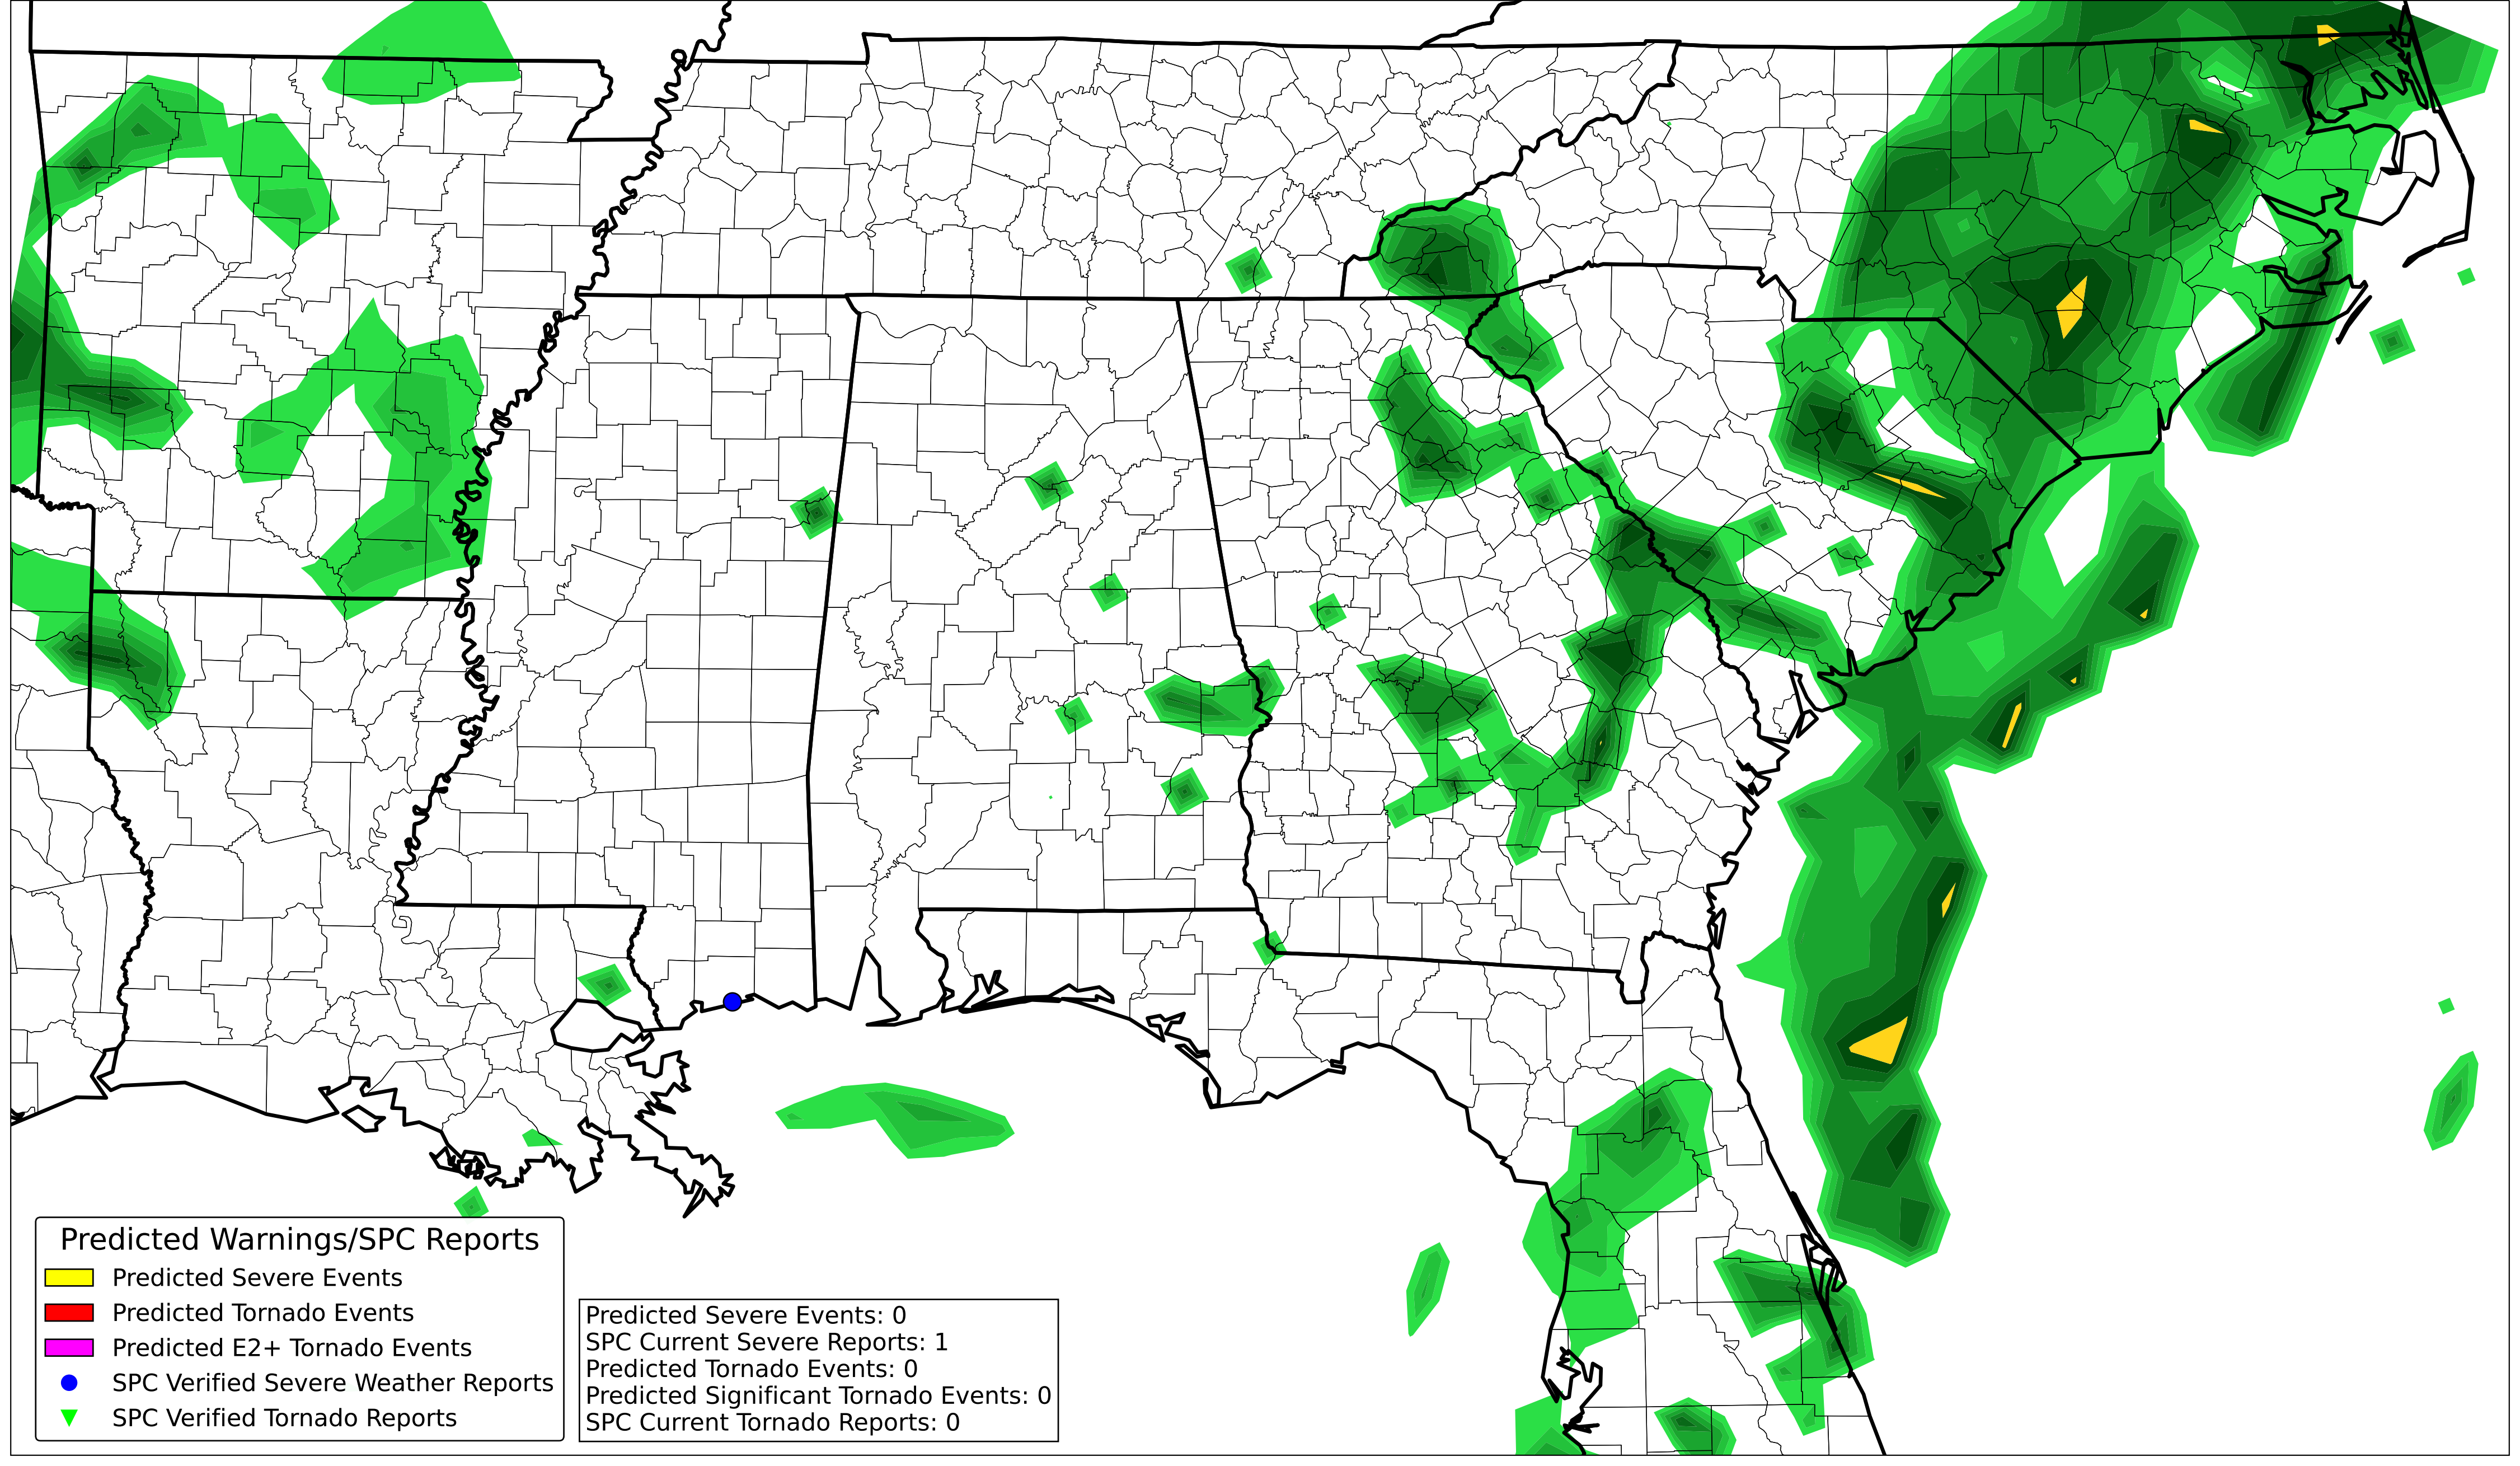 Predicted Warnings/SPC Reports
Predicted Severe Events
Predicted Tornado Events
Predicted E2+ Tornado Events
SPC Verified Severe Weather Reports
SPC Verified Tornado Reports
Predicted Severe Events: 0
SPC Current Severe Reports: 1
Predicted Tornado Events: 0
Predicted Significant Tornado Events: 0
SPC Current Tornado Reports: 0